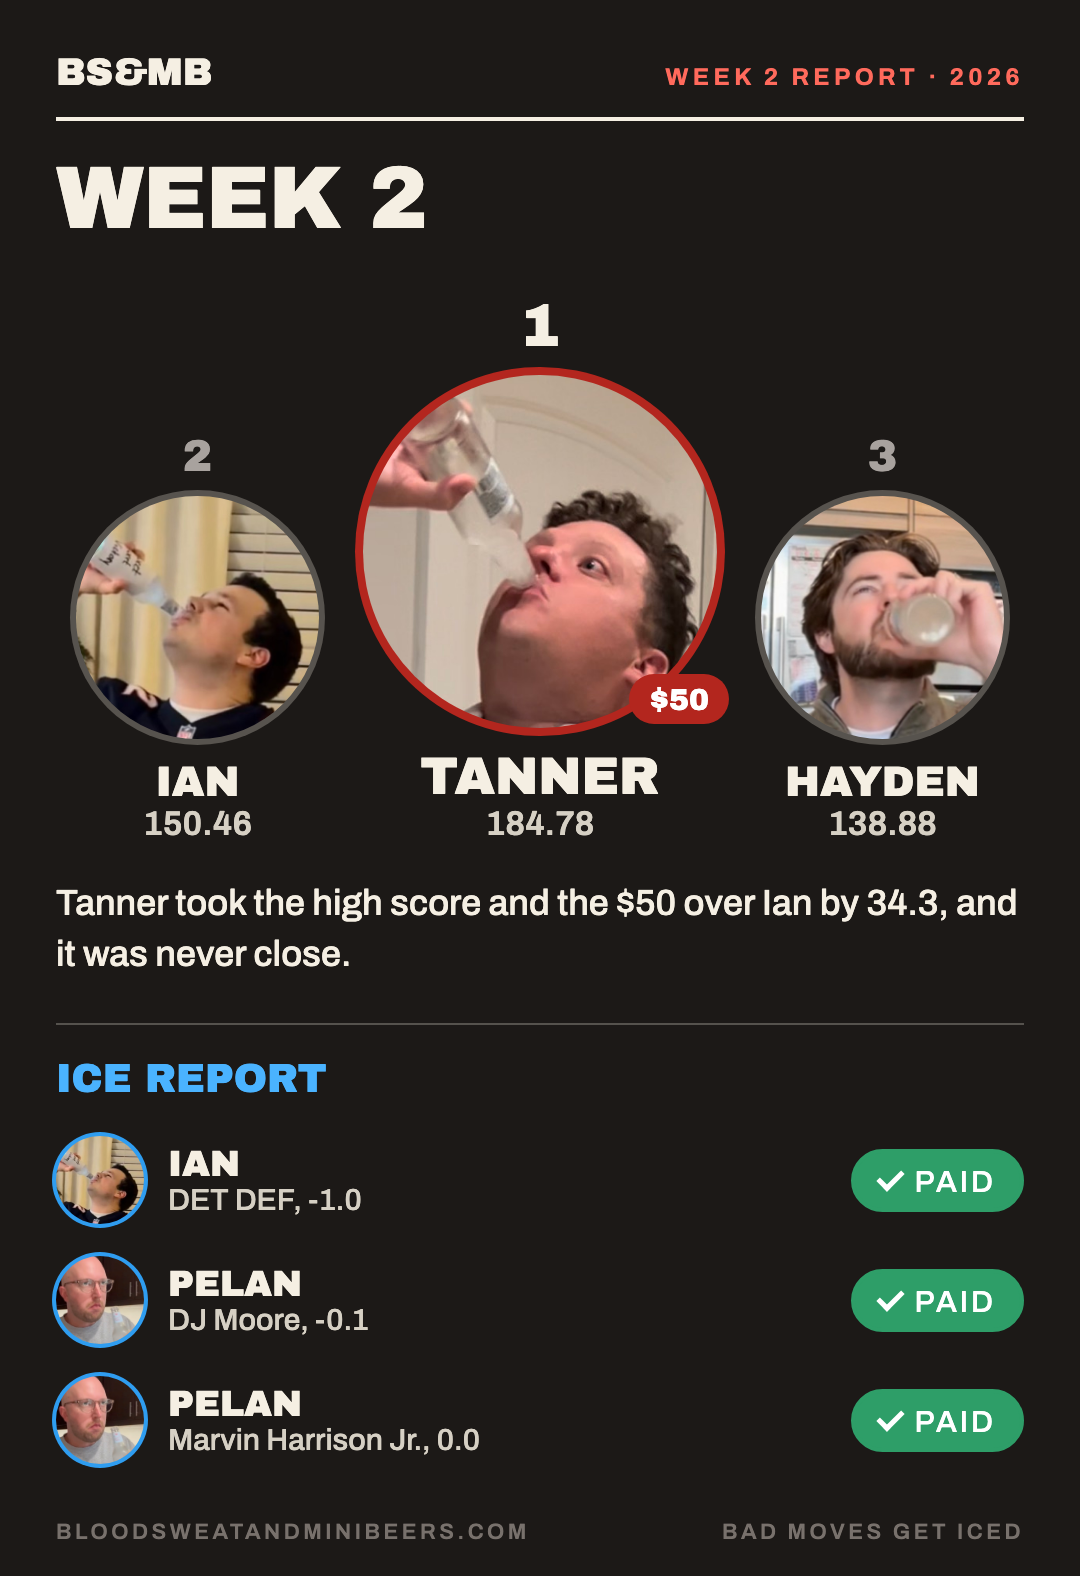 BS&MB
WEEK 2 REPORT · 2026
WEEK 2
1
2
3
$50
IAN
150.46
TANNER
184.78
HAYDEN
138.88
Tanner took the high score and the $50 over Ian by 34.3, and
it was never close.
ICE REPORT
IAN
DET DEF, -1.0
✓ PAID
PELAN
DJ Moore, -0.1
✓ PAID
PELAN
Marvin Harrison Jr., 0.0
✓ PAID
BLOODSWEATANDMINIBEERS.COM
BAD MOVES GET ICED